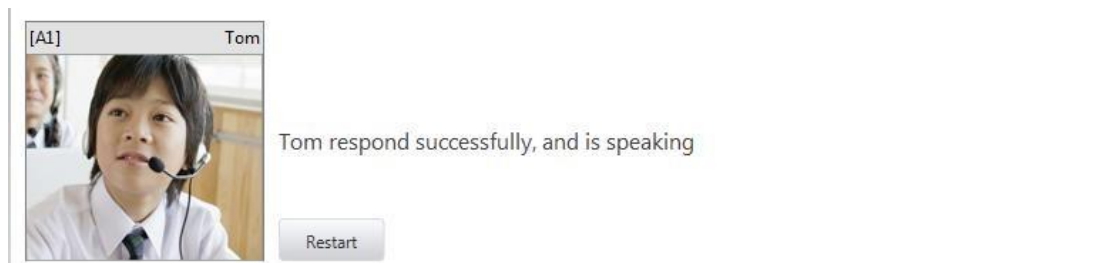 [A1] Tom
Tom respond successfully, and is speaking
Restart